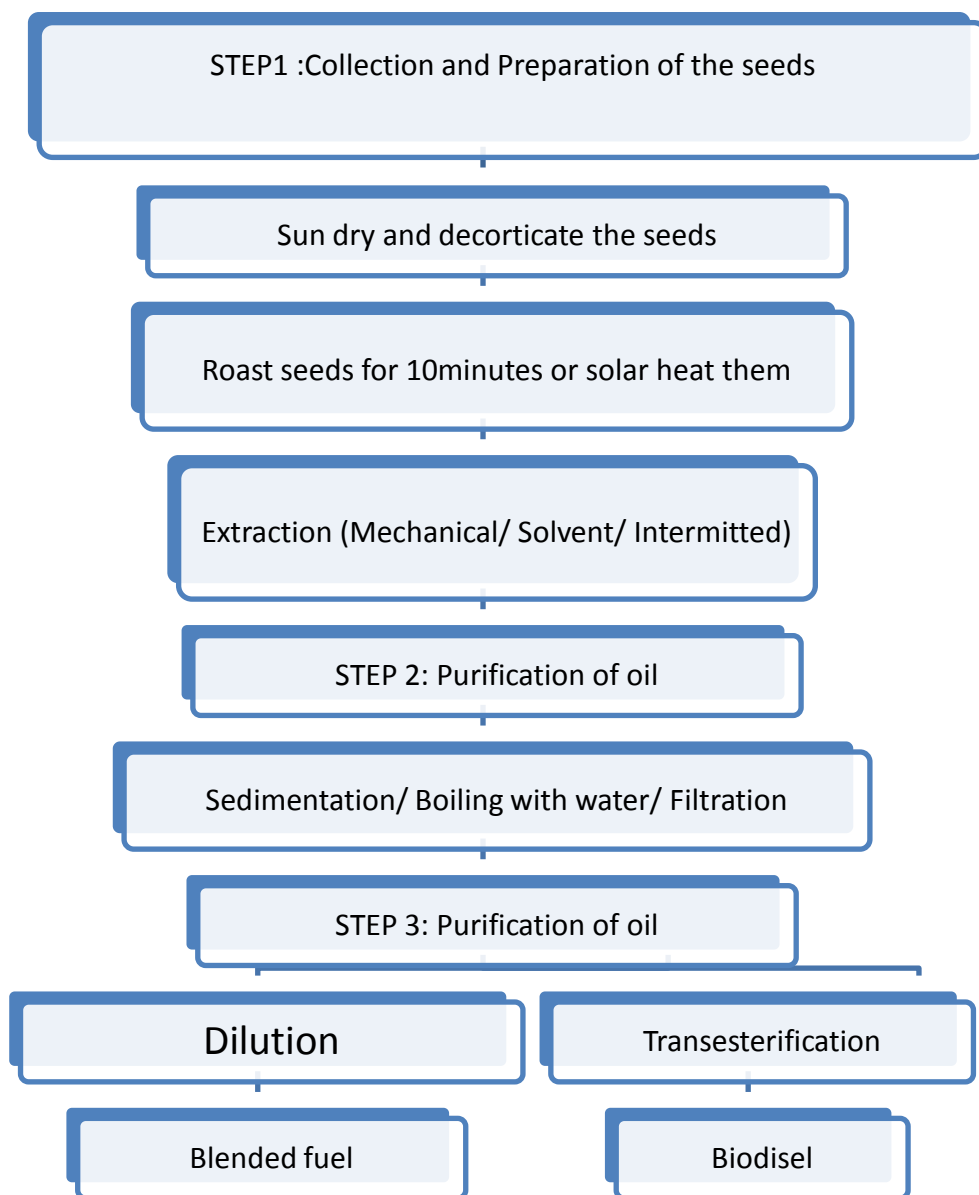 STEP1 :Collection and Preparation of the seeds
Sun dry and decorticate the seeds
Roast seeds for 10minutes or solar heat them
Extraction (Mechanical/ Solvent/ Intermitted)
STEP 2: Purification of oil
Sedimentation/ Boiling with water/ Filtration
STEP 3: Purification of oil
Dilution
Transesterification
Blended fuel
Biodisel